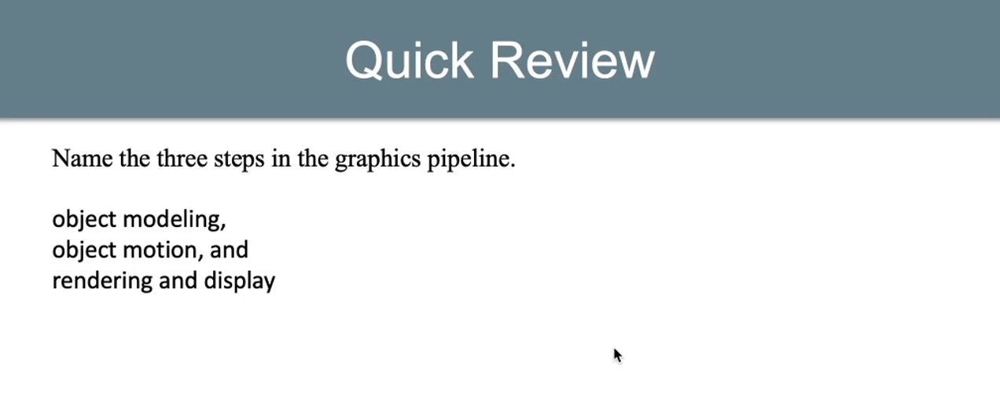 Quick Review
Name the three steps in the graphics pipeline.
object modeling,
object motion, and
rendering and display